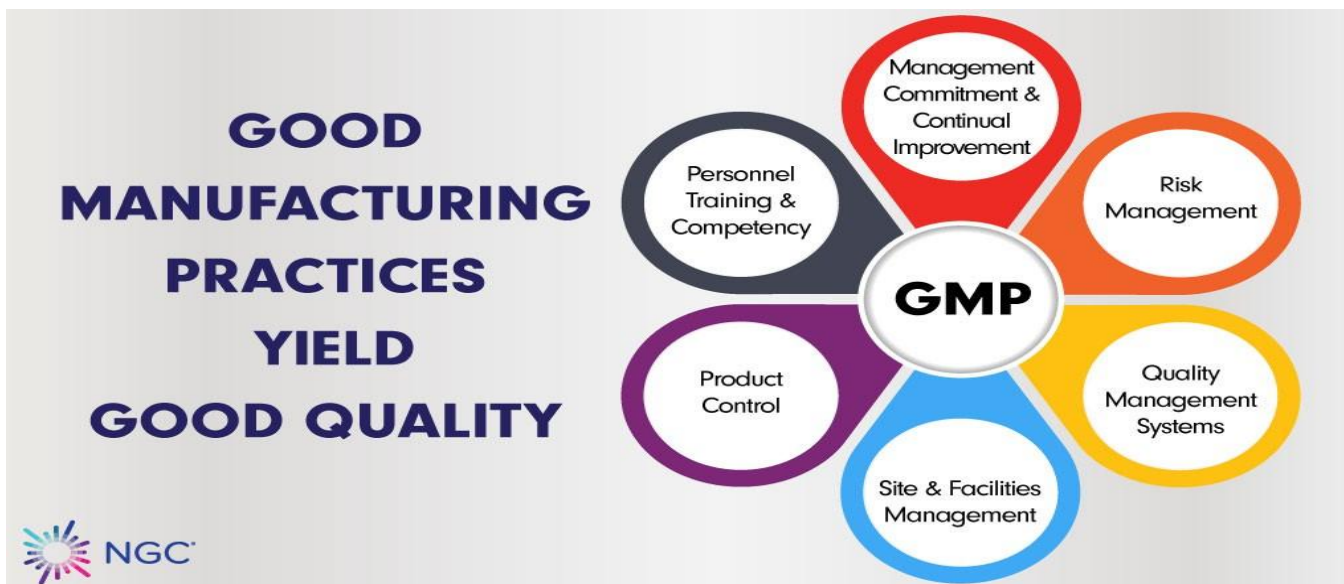 GOOD
MANUFACTURING
PRACTICES
YIELD
GOOD QUALITY
Management
Commitment &
Continual
Improvement
Risk
Management
Quality
Management
Systems
Site & Facilities
Management
Product
Control
Personnel
Training &
Competency
GMP
NGC